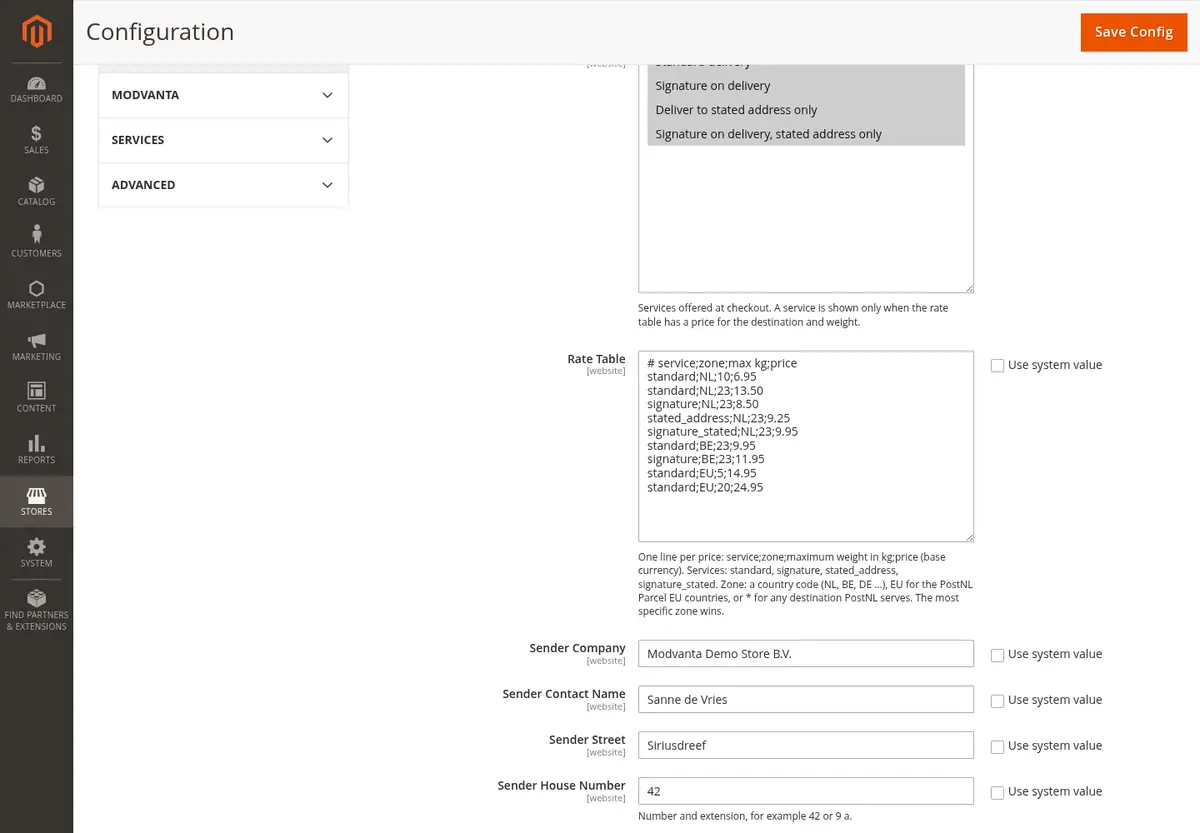 Configuration
Save Config
DASHBOARD
SALES
CATALOG
CUSTOMERS
MARKETPLACE
MARKETING
CONTENT
REPORTS
STORES
SYSTEM
FIND PARTNERS
& EXTENSIONS
MODVANTA
SERVICES
ADVANCED
[website]
Standard delivery
Signature on delivery
Deliver to stated address only
Signature on delivery, stated address only
Services offered at checkout. A service is shown only when the rate
table has a price for the destination and weight.
Rate Table
[website]
# service;zone;max kg;price
standard;NL;10;6.95
standard;NL;23;13.50
signature;NL;23;8.50
stated_address;NL;23;9.25
signature_stated;NL;23;9.95
standard;BE;23;9.95
signature;BE;23;11.95
standard;EU;5;14.95
standard;EU;20;24.95
Use system value
One line per price: service;zone;maximum weight in kg;price (base
currency). Services: standard, signature, stated_address,
signature_stated. Zone: a country code (NL, BE, DE ...), EU for the PostNL
Parcel EU countries, or * for any destination PostNL serves. The most
specific zone wins.
Sender Company
[website]
Modvanta Demo Store B.V.
Use system value
Sender Contact Name
[website]
Sanne de Vries
Use system value
Sender Street
[website]
Siriusdreef
Use system value
Sender House Number
[website]
42
Use system value
Number and extension, for example 42 or 9 a.